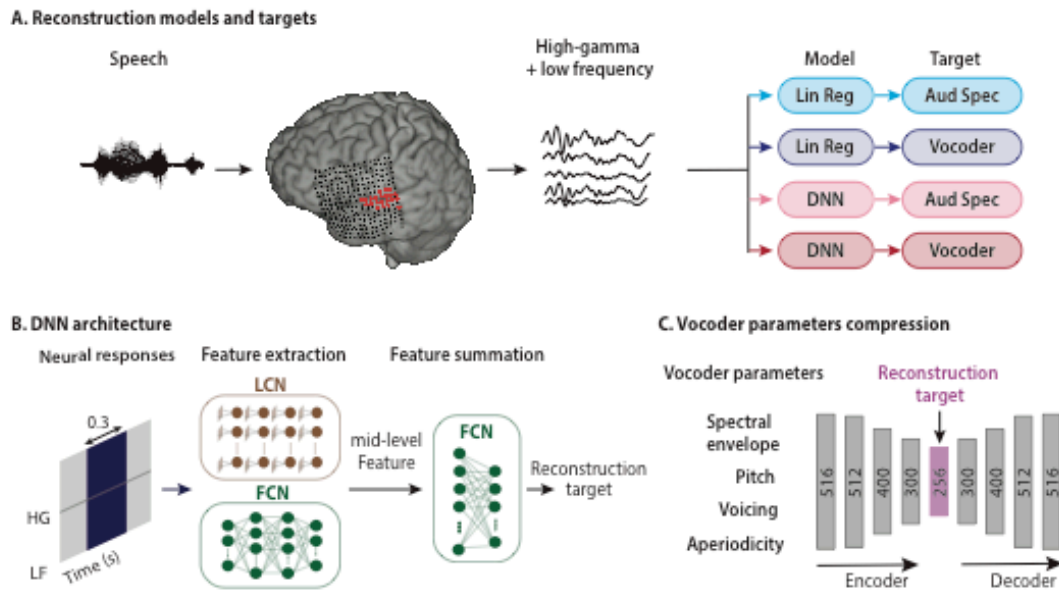 A. Reconstruction models and targets
Speech
High-gamma
+ low frequency
Model
Target
Lin Reg
Aud Spec
Lin Reg
Vocoder
DNN
Aud Spec
DNN
Vocoder
B. DNN architecture
Neural responses
Feature extraction
Feature summation
LCN
0.3
HG
LF
Time (s)
FCN
mid-level
Feature
FCN
Reconstruction
target
C. Vocoder parameters compression
Vocoder parameters
Reconstruction
target
Spectral
envelope
Pitch
Voicing
Aperiodicity
516
512
400
300
256
300
400
512
516
Encoder
Decoder